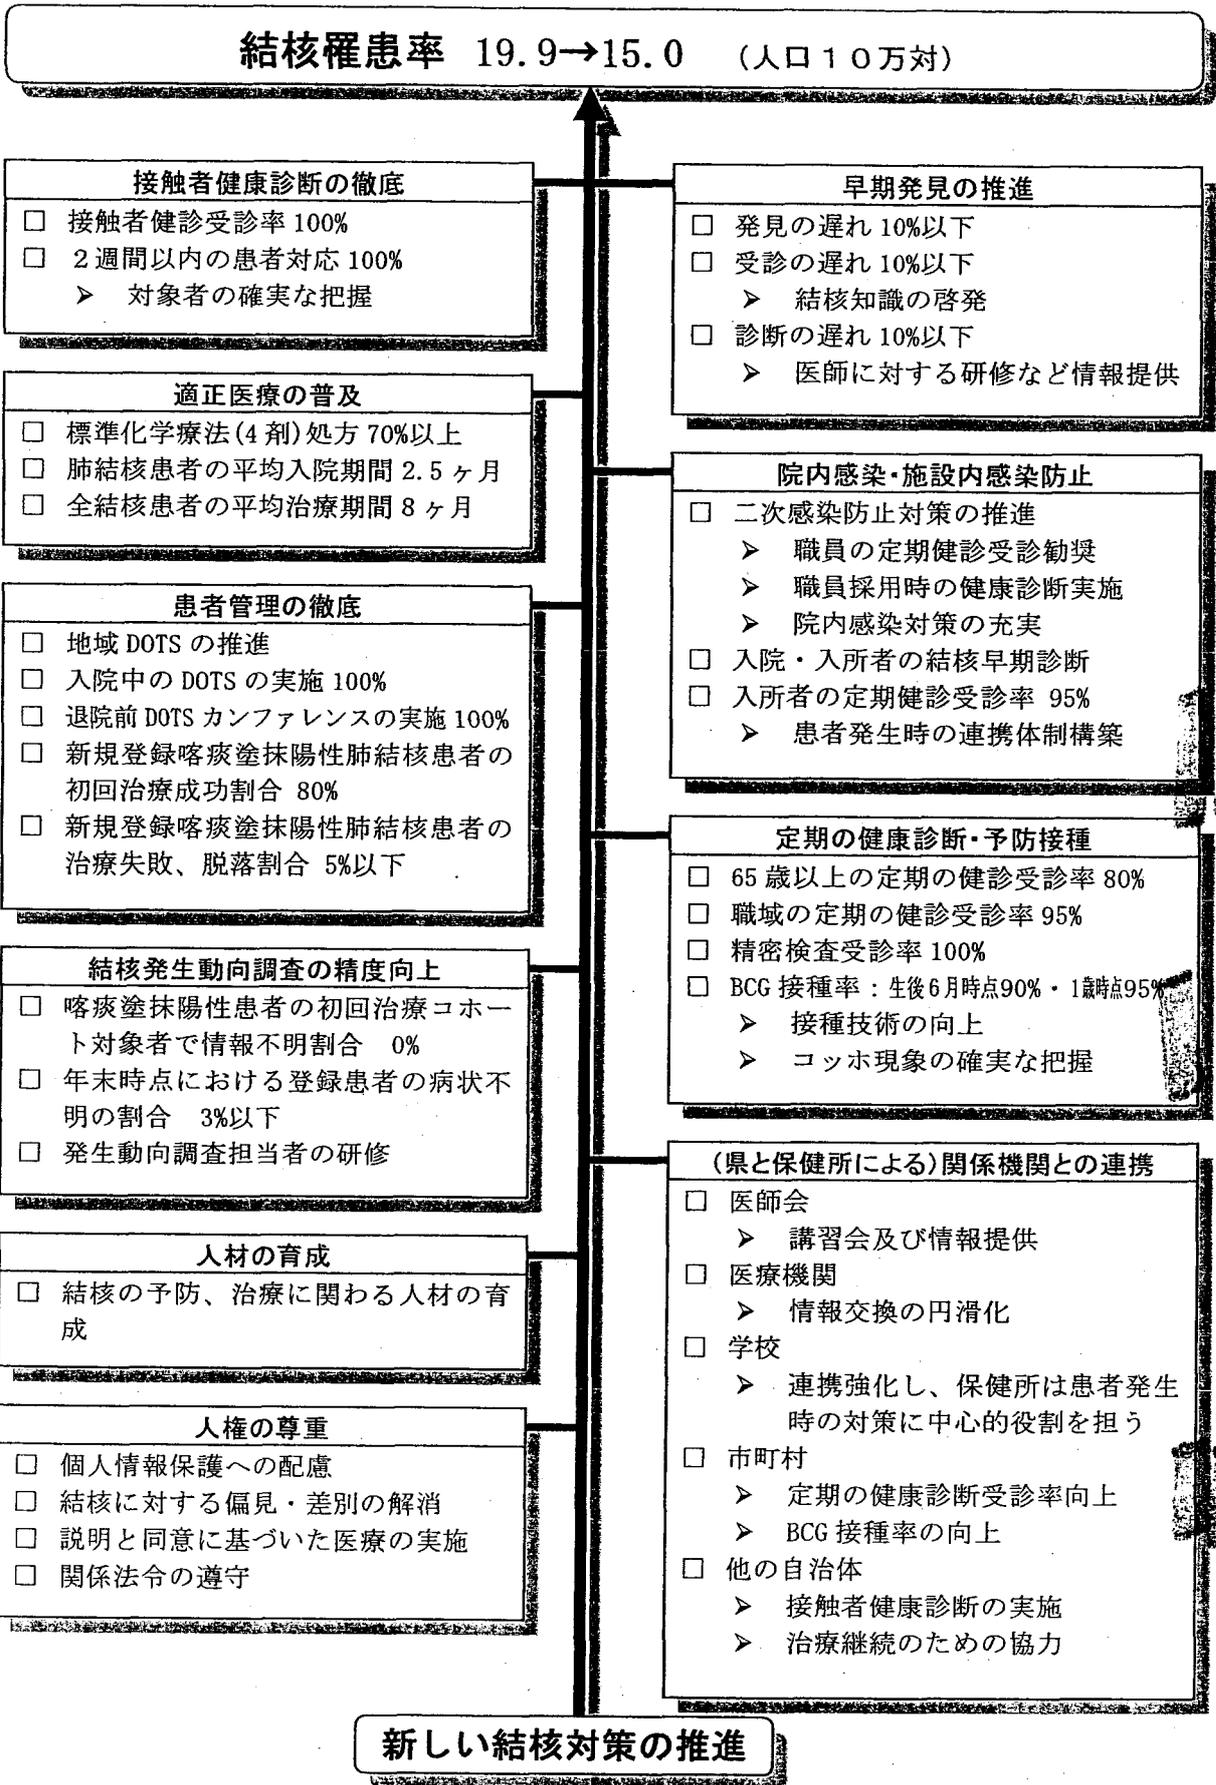 結核罹患率 19.9→15.0 （人口１０万対）
接触者健康診断の徹底
□ 接触者健診受診率 100%
□ ２週間以内の患者対応 100%
➢ 対象者の確実な把握
適正医療の普及
□ 標準化学療法(4 剤)処方 70%以上
□ 肺結核患者の平均入院期間 2.5 ヶ月
□ 全結核患者の平均治療期間 8 ヶ月
患者管理の徹底
□ 地域 DOTS の推進
□ 入院中の DOTS の実施 100%
□ 退院前 DOTS カンファレンスの実施 100%
□ 新規登録喀痰塗抹陽性肺結核患者の
初回治療成功割合 80%
□ 新規登録喀痰塗抹陽性肺結核患者の
治療失敗、脱落割合 5%以下
結核発生動向調査の精度向上
□ 喀痰塗抹陽性患者の初回治療コホー
ト対象者で情報不明割合 0%
□ 年末時点における登録患者の病状不
明の割合 3%以下
□ 発生動向調査担当者の研修
人材の育成
□ 結核の予防、治療に関わる人材の育
成
人権の尊重
□ 個人情報保護への配慮
□ 結核に対する偏見・差別の解消
□ 説明と同意に基づいた医療の実施
□ 関係法令の遵守
早期発見の推進
□ 発見の遅れ 10%以下
□ 受診の遅れ 10%以下
➢ 結核知識の啓発
□ 診断の遅れ 10%以下
➢ 医師に対する研修など情報提供
院内感染・施設内感染防止
□ 二次感染防止対策の推進
➢ 職員の定期健診受診勧奨
➢ 職員採用時の健康診断実施
➢ 院内感染対策の充実
□ 入院・入所者の結核早期診断
□ 入所者の定期健診受診率 95%
➢ 患者発生時の連携体制構築
定期の健康診断・予防接種
□ 65 歳以上の定期の健診受診率 80%
□ 職域の定期の健診受診率 95%
□ 精密検査受診率 100%
□ BCG 接種率：生後６月時点90%・１歳時点95%
➢ 接種技術の向上
➢ コッホ現象の確実な把握
（県と保健所による）関係機関との連携
□ 医師会
➢ 講習会及び情報提供
□ 医療機関
➢ 情報交換の円滑化
□ 学校
➢ 連携強化し、保健所は患者発生
時の対策に中心的役割を担う
□ 市町村
➢ 定期の健康診断受診率向上
➢ BCG 接種率の向上
□ 他の自治体
➢ 接触者健康診断の実施
➢ 治療継続のための協力
新しい結核対策の推進